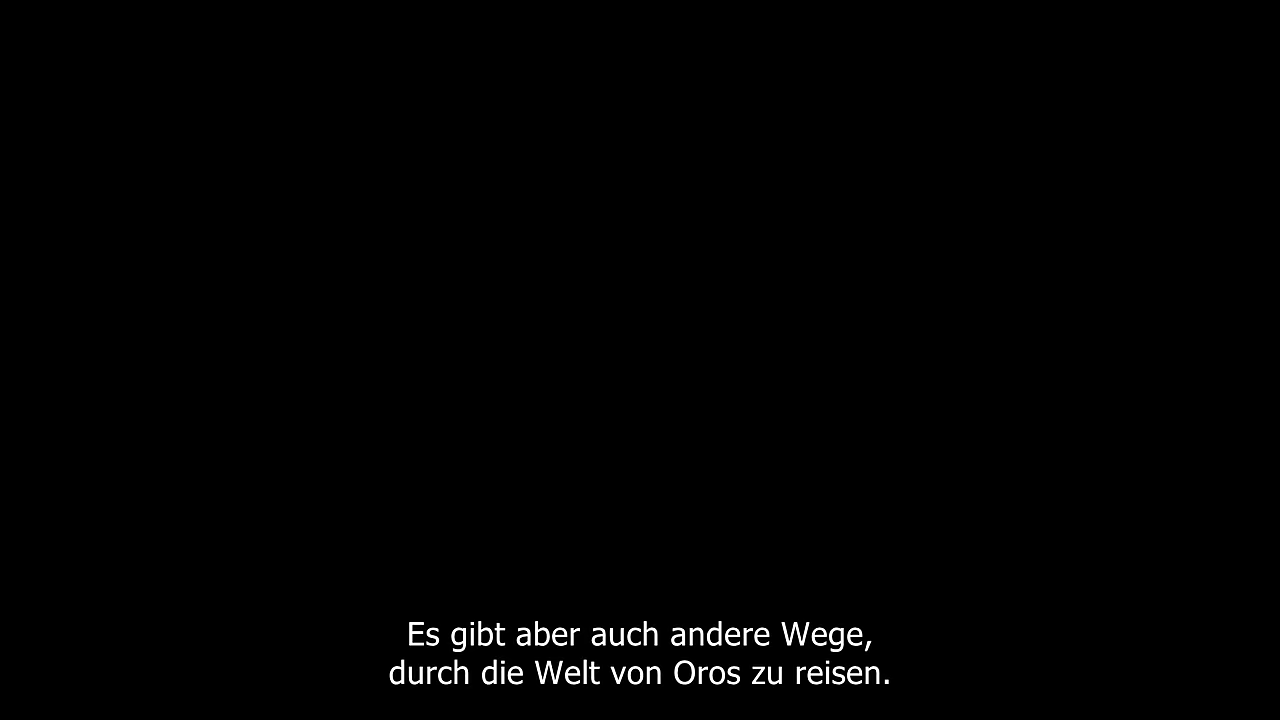 Es gibt aber auch andere Wege,
durch die Welt von Oros zu reisen.